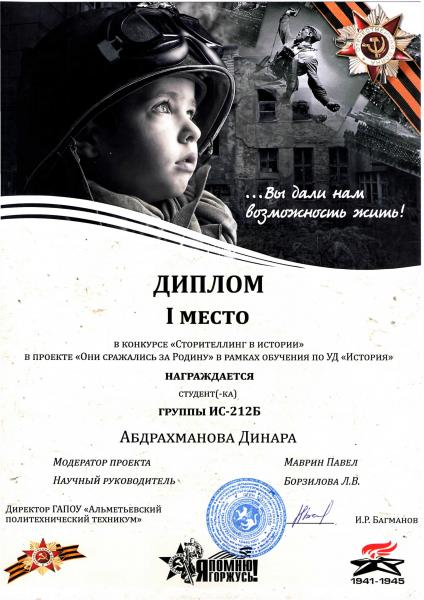 ...Вы дали нам
возможность жить!
ДИПЛОМ
I МЕСТО
В КОНКУРСЕ «СТОРИТЕЛЛИНГ В ИСТОРИИ»
В ПРОЕКТЕ «ОНИ СРАЖАЛИСЬ ЗА РОДИНУ» В РАМКАХ ОБУЧЕНИЯ ПО УД «ИСТОРИЯ»
НАГРАЖДАЕТСЯ
СТУДЕНТ(-КА)
ГРУППЫ ИС-212Б
АБДРАХМАНОВА ДИНАРА
Модератор проекта Маврин Павел
Научный руководитель Борзилова Л.В.
Директор ГАПОУ «Альметьевский
политехнический техникум» И.Р. Багманов
Я ПОМНЮ!
ГОРЖУСЬ!
1941-1945